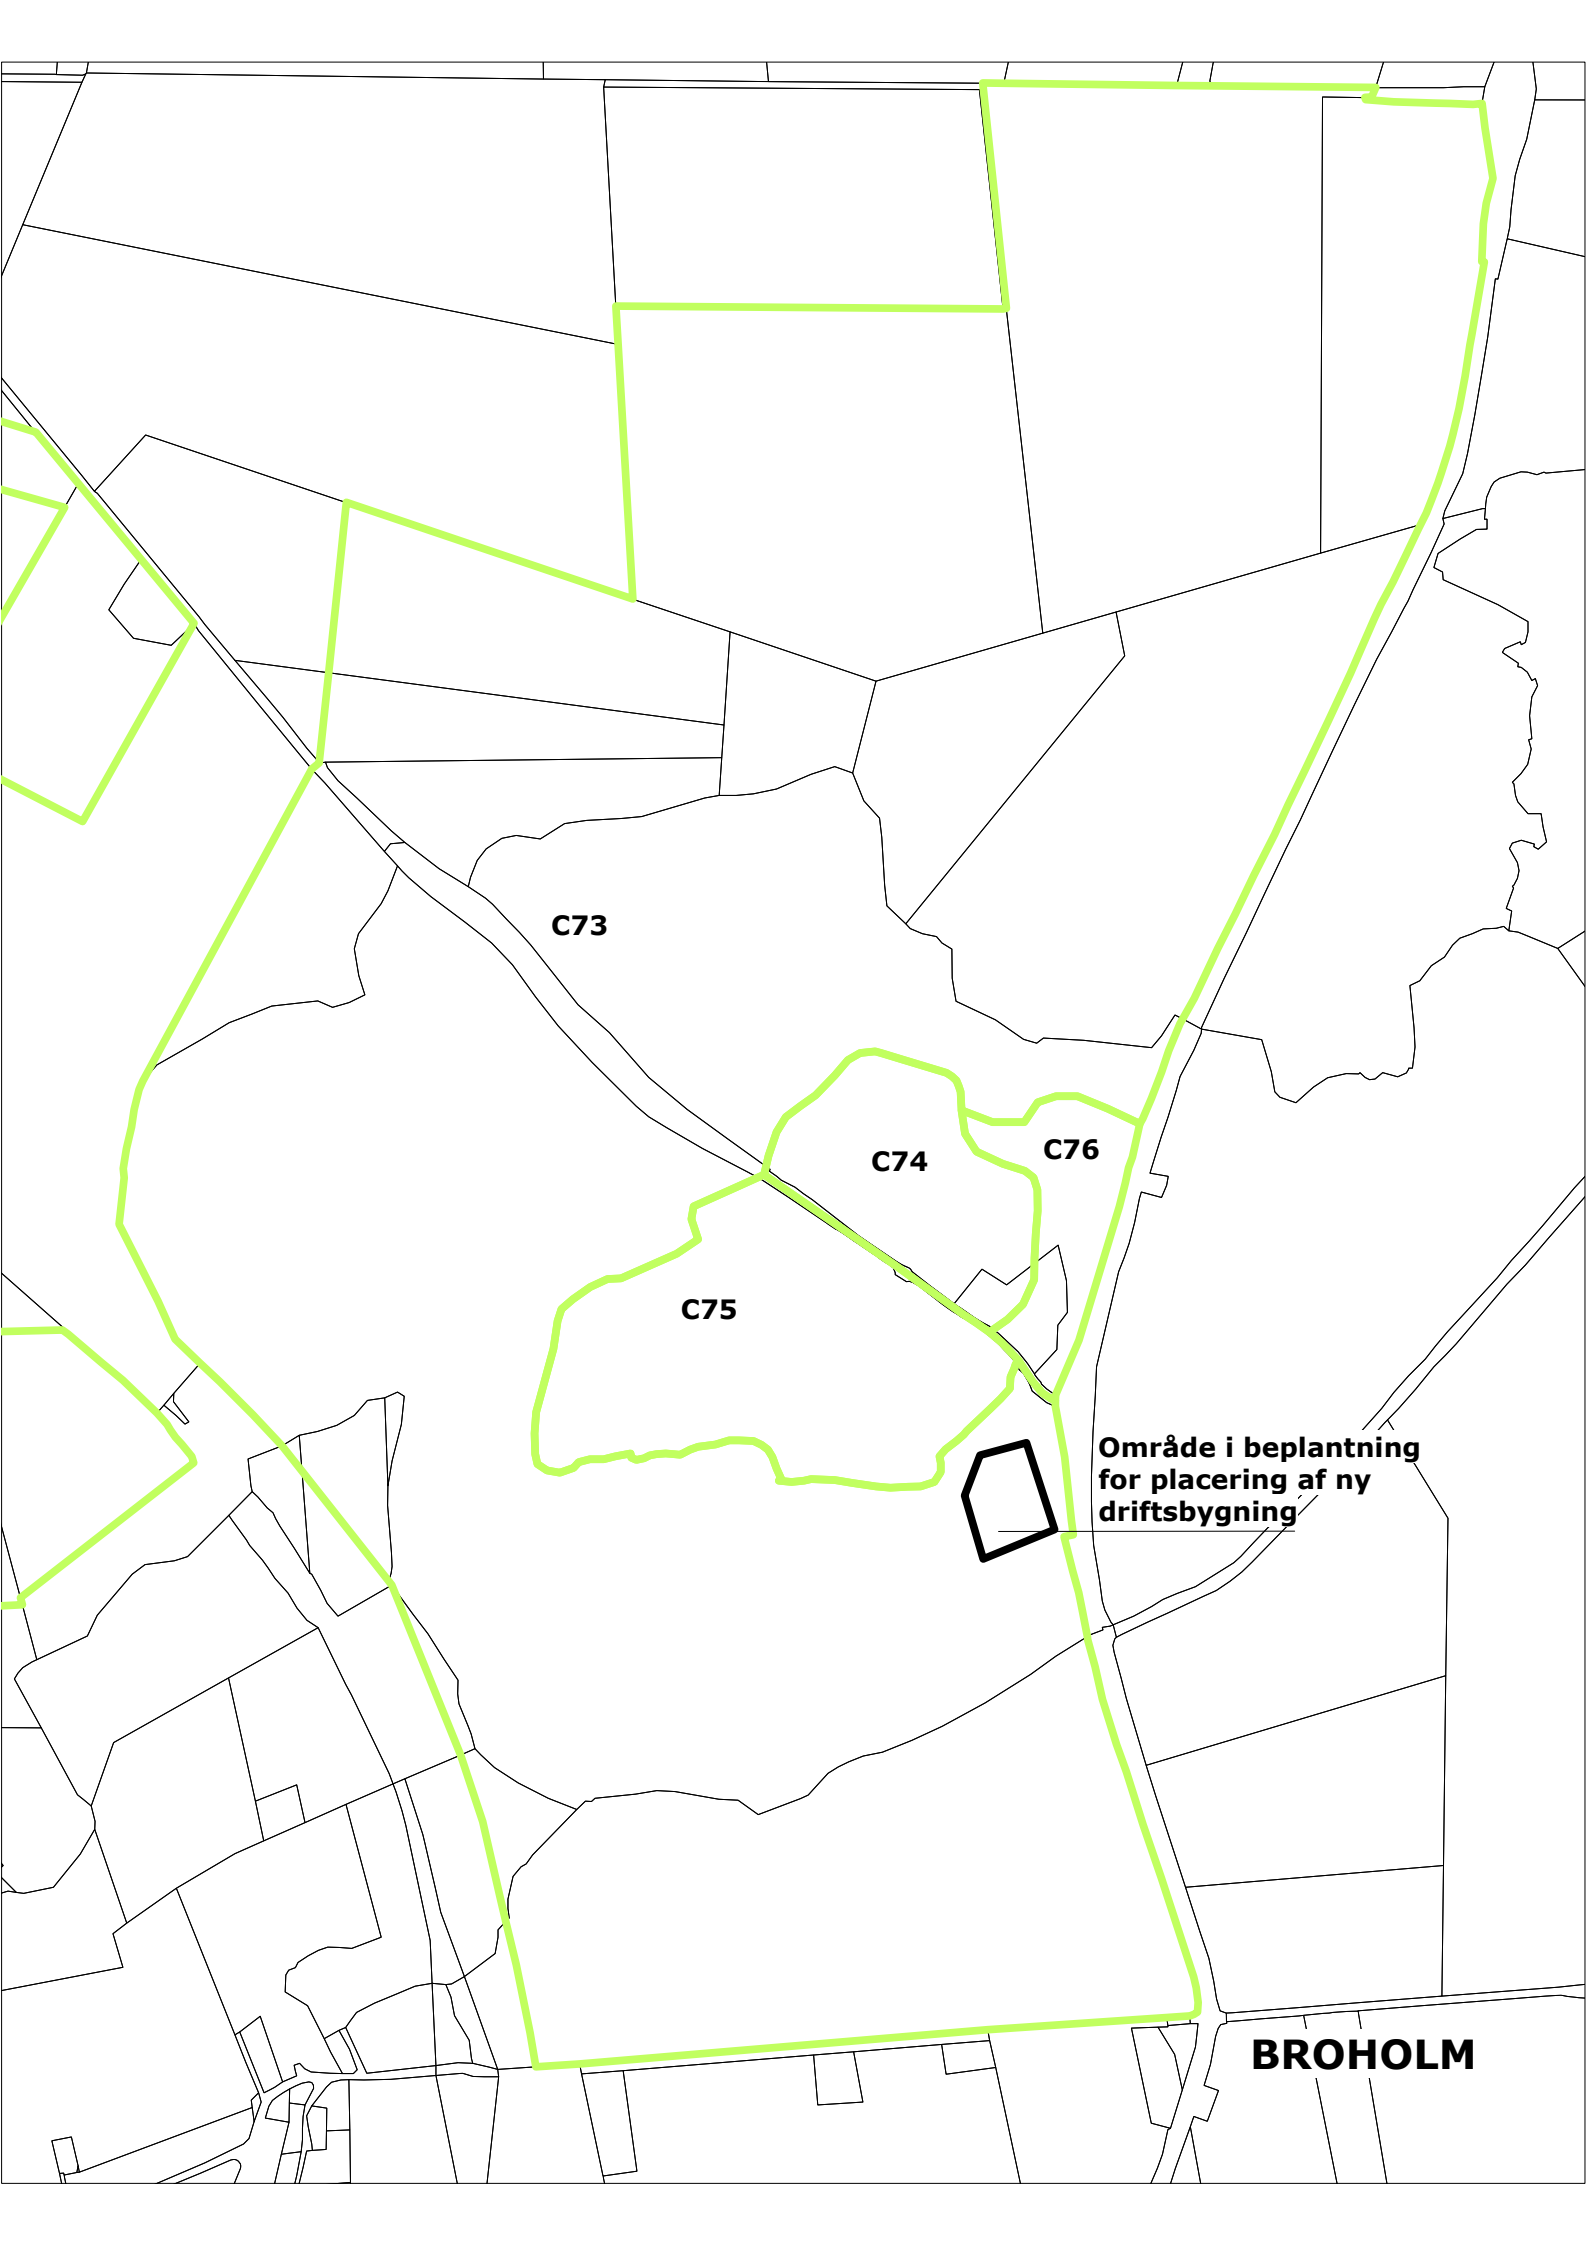 C73
C74
C76
C75
Område i beplantning
for placering af ny
driftsbygning
BROHOLM